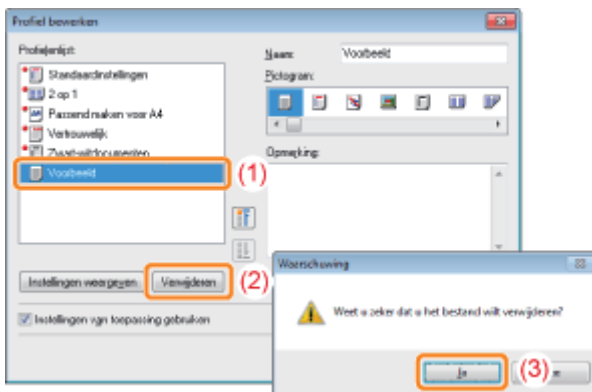 Profiel bewerken
Profielenlijst:
Standaardinstellingen
2 op 1
Passend maken voor A4
Vertrouwelijk
Zwart-witdocumenten
Voorbeeld
(1)
Naam:
Voorbeeld
Pictogram:
Opmerking:
Instellingen weergeven
Verwijderen
(2)
Instellingen van toepassing gebruiken
Waarschuwing
Weet u zeker dat u het bestand wilt verwijderen?
Ja
(3)